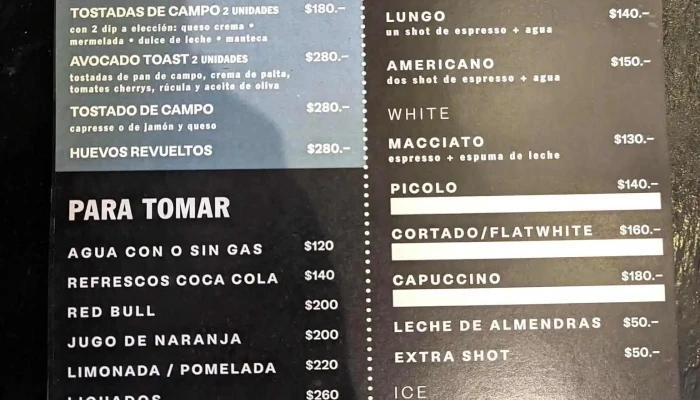 TOSTADAS DE CAMPO 2 UNIDADES $180.–
con 2 dip a elección: queso crema •
mermelada • dulce de leche • manteca
AVOCADO TOAST 2 UNIDADES $280.–
tostadas de pan de campo, crema de palta,
tomates cherrys, rúcula y aceite de oliva
TOSTADO DE CAMPO $280.–
capresse o de jamón y queso
HUEVOS REVUELTOS $280.–
PARA TOMAR
AGUA CON O SIN GAS $120
REFRESCOS COCA COLA $140
RED BULL $200
JUGO DE NARANJA $200
LIMONADA / POMELADA $220
LICUADOS $260
LUNGO $140.–
un shot de espresso + agua
AMERICANO $150.–
dos shot de espresso + agua
WHITE
MACCIATO $130.–
espresso + espuma de leche
PICOLO $140.–
CORTADO/FLATWHITE $160.–
CAPUCCINO $180.–
LECHE DE ALMENDRAS $50.–
EXTRA SHOT $50.–
ICE